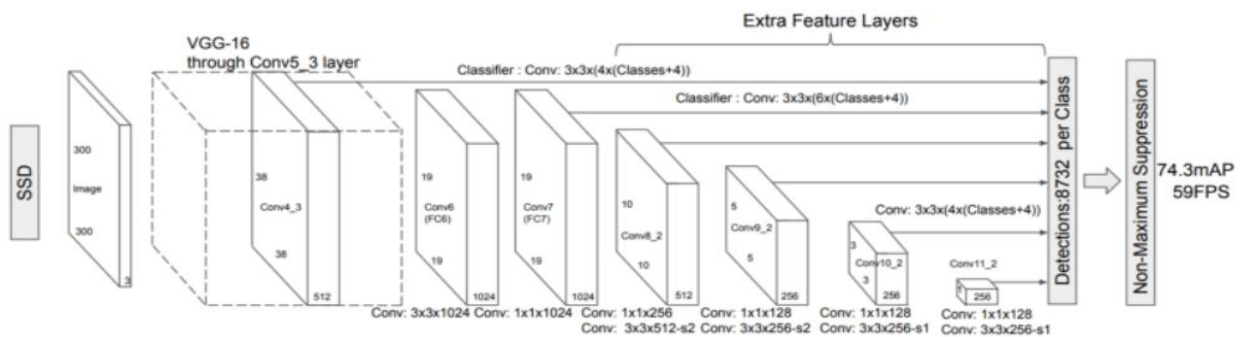 Extra Feature Layers
VGG-16
through Conv5_3 layer
Classifier : Conv: 3x3x(4x(Classes+4))
Classifier : Conv: 3x3x(6x(Classes+4))
SSD
300
Image
300
3
38
Conv4_3
38
512
19
Conv6
(FC6)
19
1024
19
Conv7
(FC7)
19
1024
10
Conv8_2
10
512
5
Conv9_2
5
256
Conv: 3x3x(4x(Classes+4))
3
Conv10_2
3
256
Conv11_2
256
Conv: 3x3x1024
Conv: 1x1x1024
Conv: 1x1x256
Conv: 3x3x512-s2
Conv: 1x1x128
Conv: 3x3x256-s2
Conv: 1x1x128
Conv: 3x3x256-s1
Conv: 1x1x128
Conv: 3x3x256-s1
Detections:8732 per Class
Non-Maximum Suppression
74.3mAP
59FPS